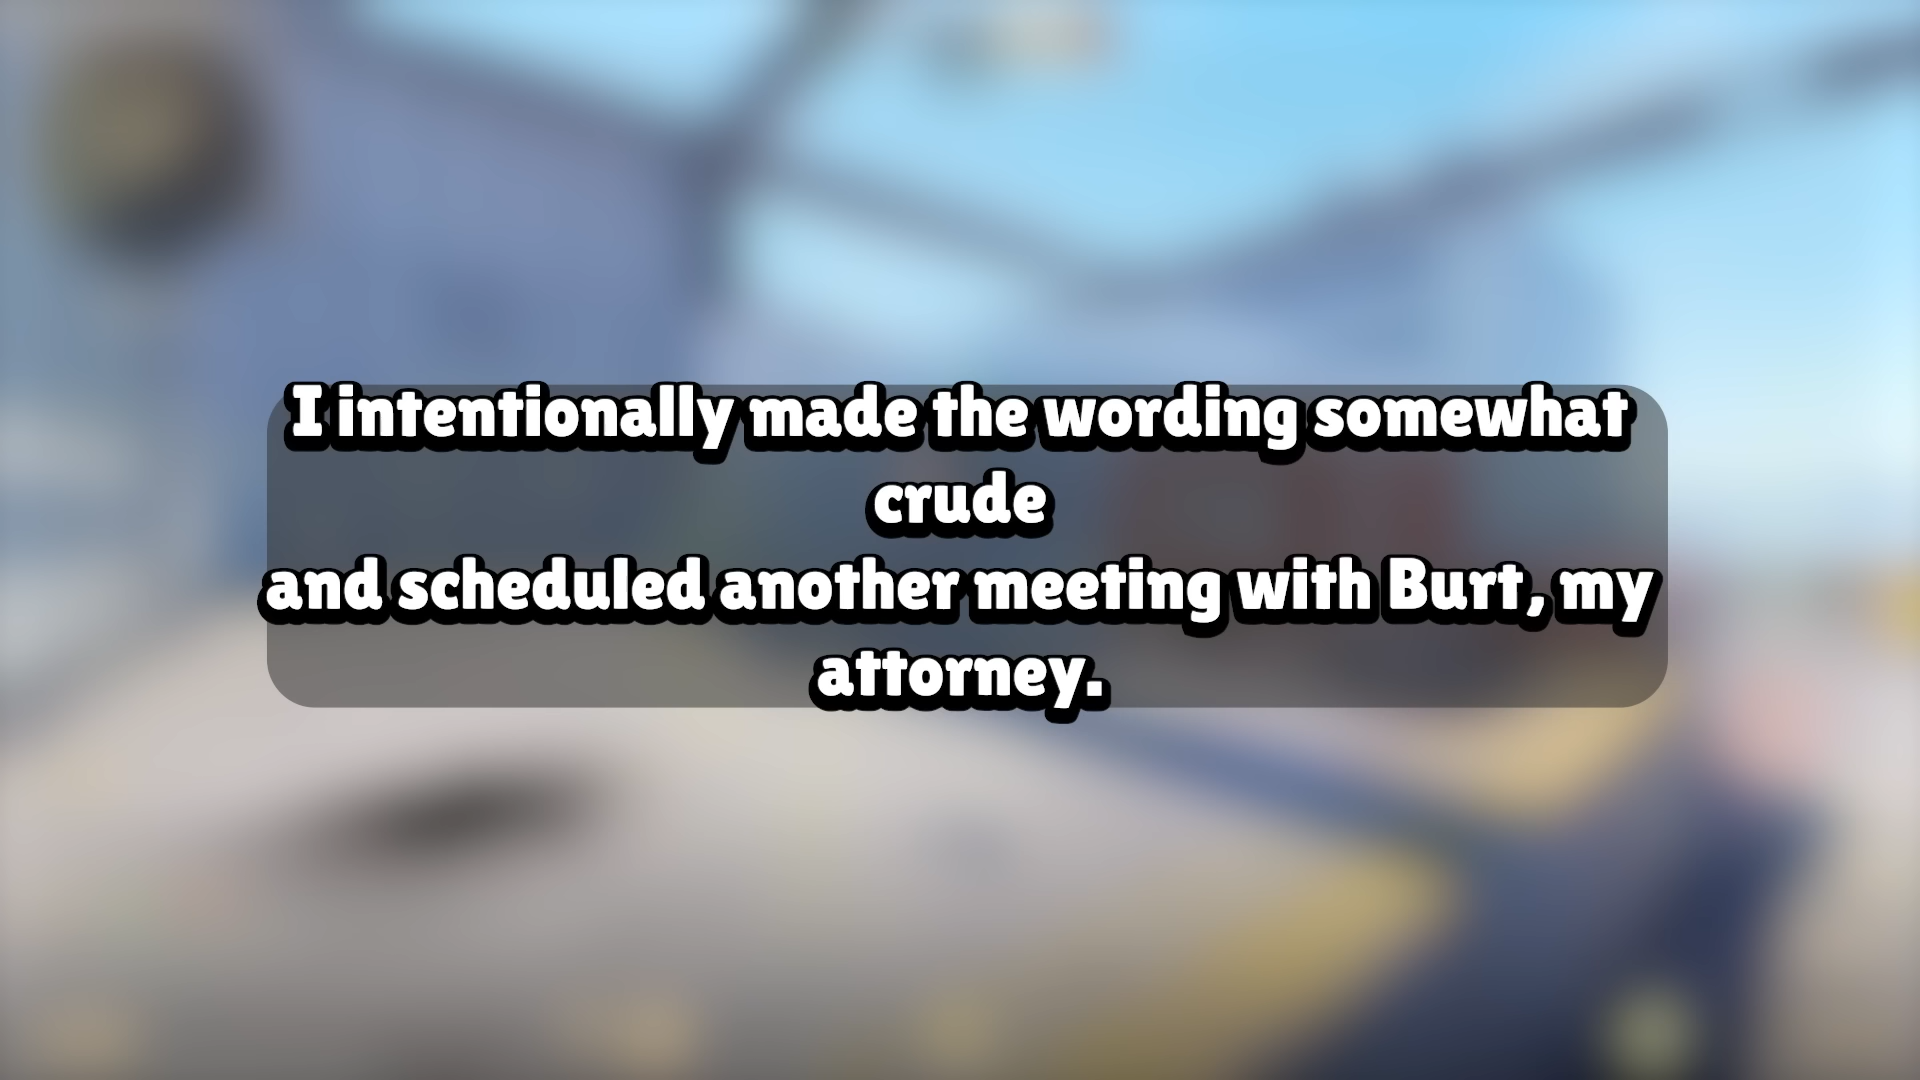 I intentionally made the wording somewhat
crude
and scheduled another meeting with Burt, my
attorney.